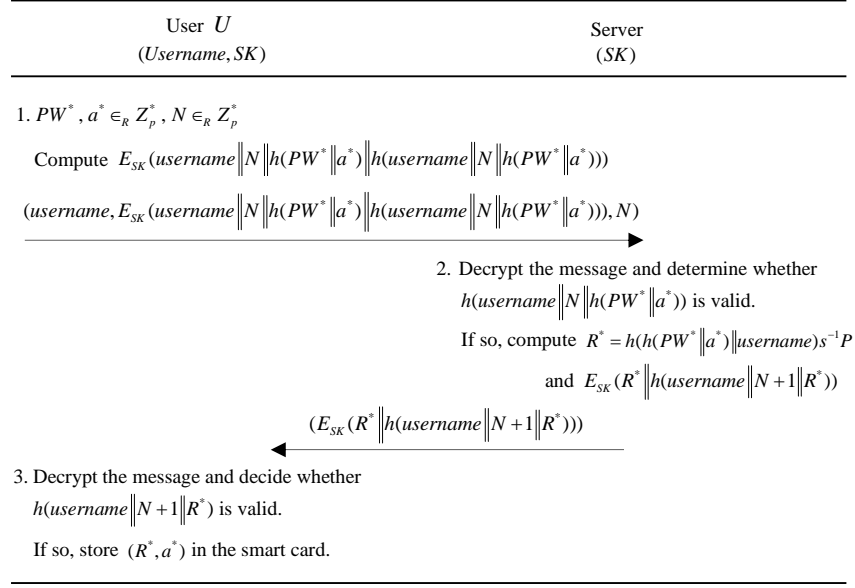 User U
Server
(Username, SK)
(SK)
1. PW*, a* ∈_R Z_p^*, N ∈_R Z_p^*
Compute E_SK(username‖N‖h(PW*‖a*)‖h(username‖N‖h(PW*‖a*)))
(username, E_SK(username‖N‖h(PW*‖a*)‖h(username‖N‖h(PW*‖a*))), N)
2. Decrypt the message and determine whether
h(username‖N‖h(PW*‖a*)) is valid.
If so, compute R* = h(h(PW*‖a*)‖username)s⁻¹P
and E_SK(R*‖h(username‖N+1‖R*))
(E_SK(R*‖h(username‖N+1‖R*)))
3. Decrypt the message and decide whether
h(username‖N+1‖R*) is valid.
If so, store (R*, a*) in the smart card.